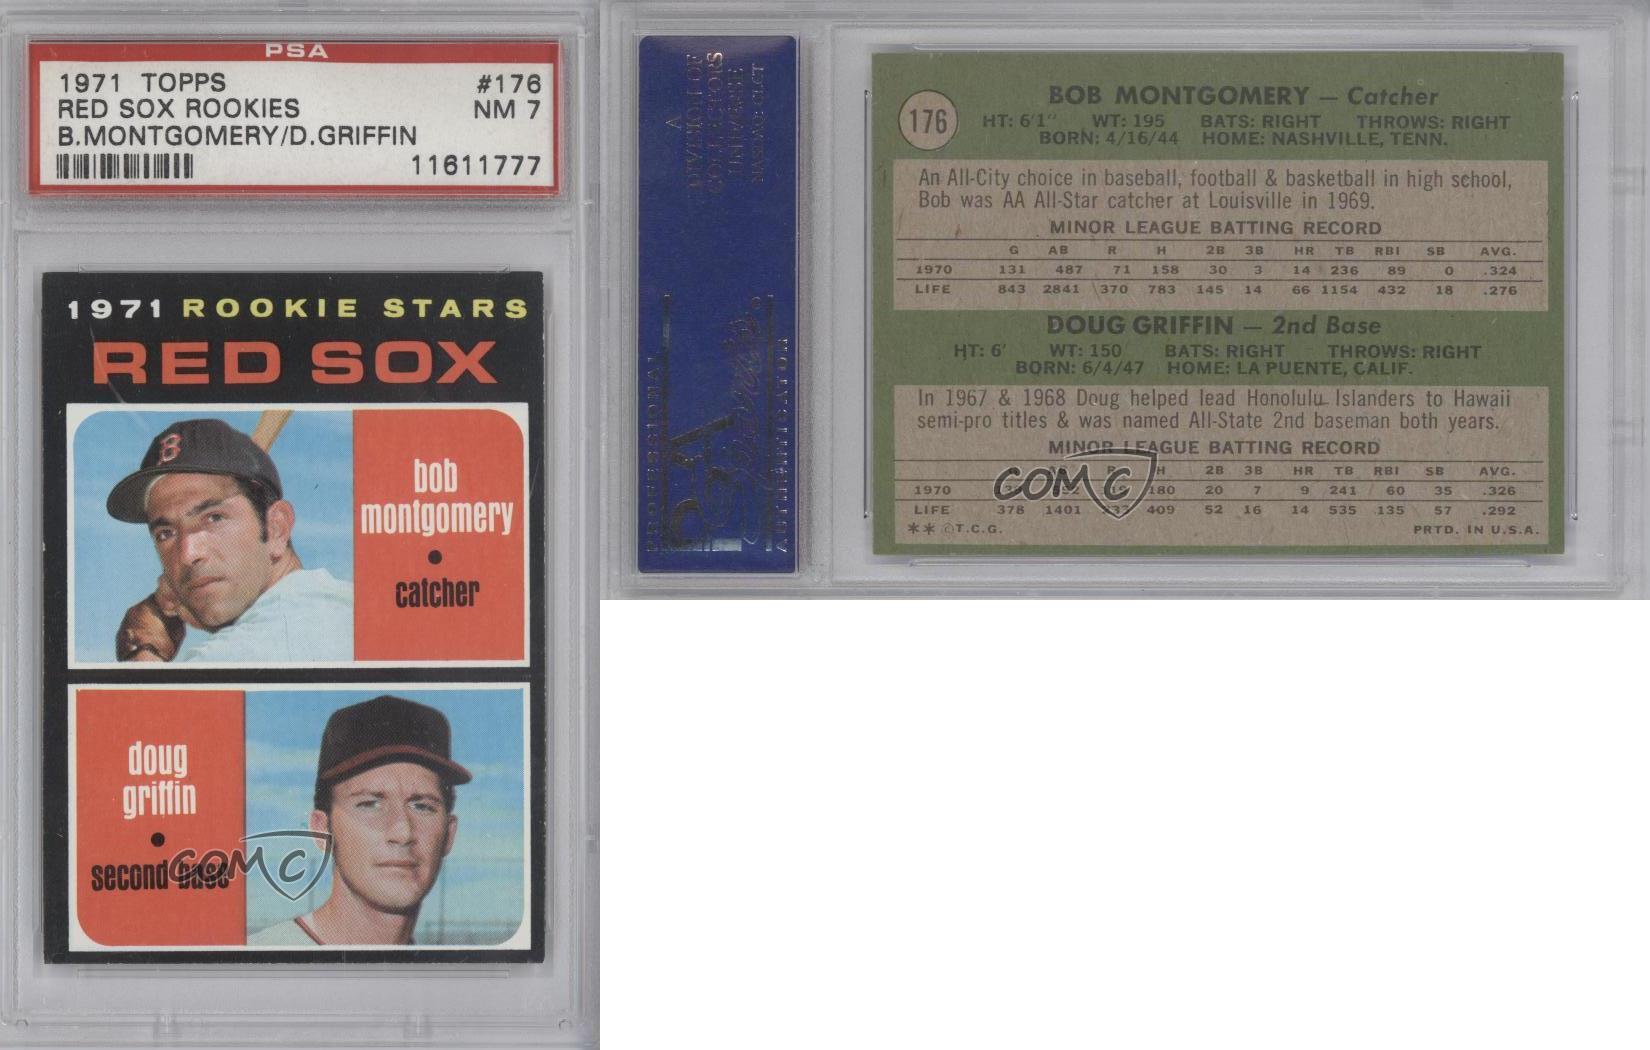 PSA
1971 TOPPS #176
RED SOX ROOKIES NM 7
B.MONTGOMERY/D.GRIFFIN
11611777
1971 ROOKIE STARS
RED SOX
B
bob
montgomery
catcher
doug
griffin
second base
COMC
A
DIVISION OF
COLLECTORS
UNIVERSE
NASDAQ: CLCT
PROFESSIONAL
PSA
AUTHENTICATOR
176
BOB MONTGOMERY — Catcher
HT: 6'1" WT: 195 BATS: RIGHT THROWS: RIGHT
BORN: 4/16/44 HOME: NASHVILLE, TENN.
An All-City choice in baseball, football & basketball in high school,
Bob was AA All-Star catcher at Louisville in 1969.
MINOR LEAGUE BATTING RECORD
G AB R H 2B 3B HR TB RBI SB AVG.
1970 131 487 71 158 30 3 14 236 89 0 .324
LIFE 843 2841 370 783 145 14 66 1154 432 18 .276
DOUG GRIFFIN — 2nd Base
HT: 6' WT: 150 BATS: RIGHT THROWS: RIGHT
BORN: 6/4/47 HOME: LA PUENTE, CALIF.
In 1967 & 1968 Doug helped lead Honolulu Islanders to Hawaii
semi-pro titles & was named All-State 2nd baseman both years.
MINOR LEAGUE BATTING RECORD
H 2B 3B HR TB RBI SB AVG.
1970 180 20 7 9 241 60 35 .326
LIFE 378 1401 409 52 16 14 535 135 57 .292
COMC
** ©T.C.G. PRTD. IN U.S.A.